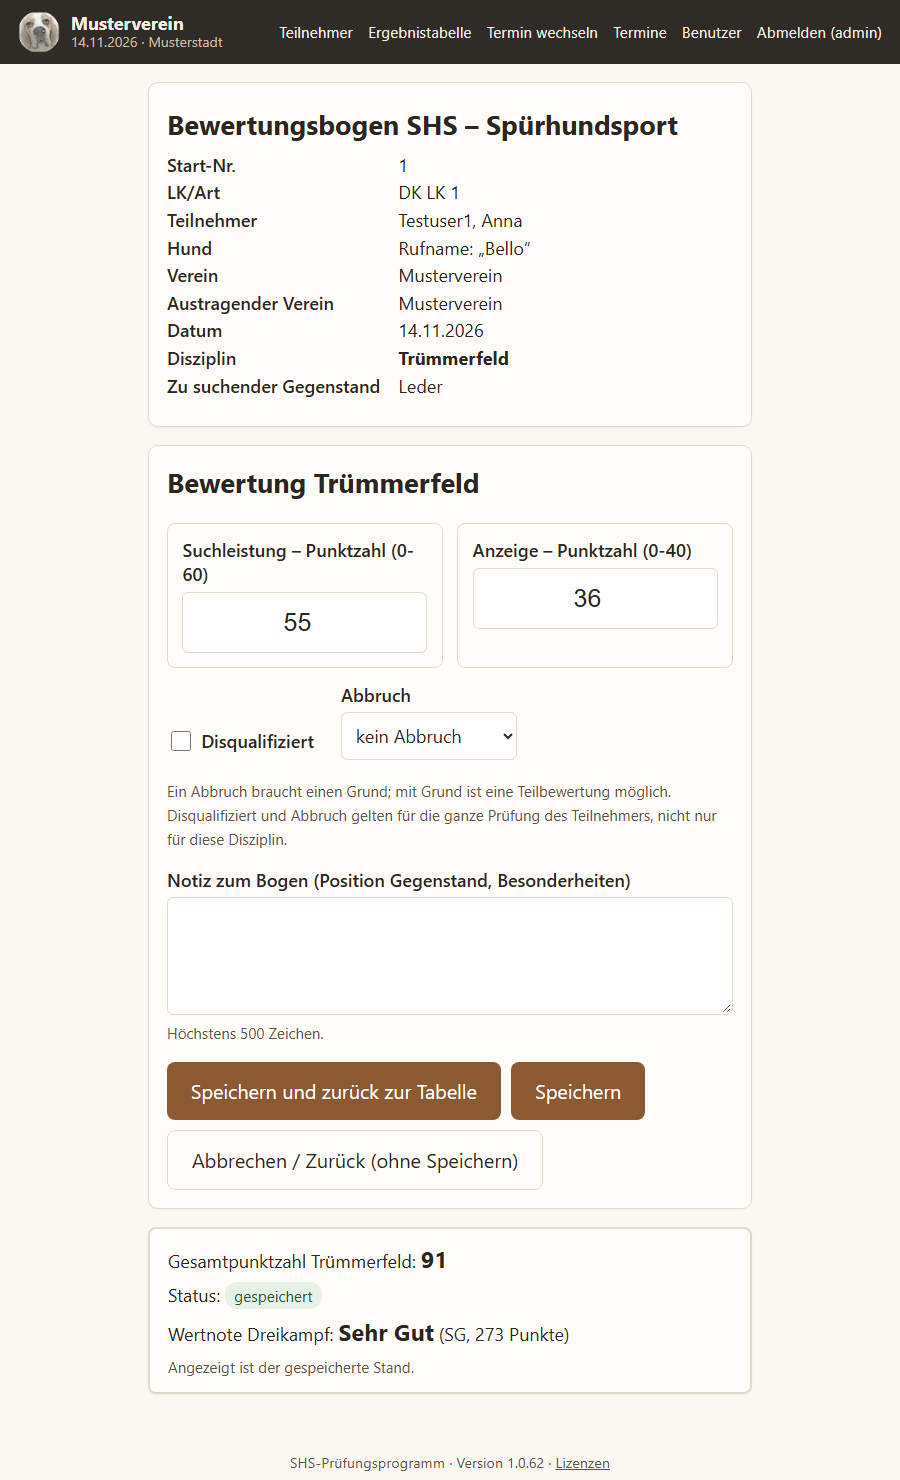 Musterverein
14.11.2026 · Musterstadt
Teilnehmer Ergebnistabelle Termin wechseln Termine Benutzer Abmelden (admin)
Bewertungsbogen SHS – Spürhundsport
Start-Nr. 1
LK/Art DK LK 1
Teilnehmer Testuser1, Anna
Hund Rufname: „Bello“
Verein Musterverein
Austragender Verein Musterverein
Datum 14.11.2026
Disziplin Trümmerfeld
Zu suchender Gegenstand Leder
Bewertung Trümmerfeld
Suchleistung – Punktzahl (0-
60)
55
Anzeige – Punktzahl (0-40)
36
Disqualifiziert
Abbruch
kein Abbruch
Ein Abbruch braucht einen Grund; mit Grund ist eine Teilbewertung möglich.
Disqualifiziert und Abbruch gelten für die ganze Prüfung des Teilnehmers, nicht nur
für diese Disziplin.
Notiz zum Bogen (Position Gegenstand, Besonderheiten)
Höchstens 500 Zeichen.
Speichern und zurück zur Tabelle Speichern
Abbrechen / Zurück (ohne Speichern)
Gesamtpunktzahl Trümmerfeld: 91
Status: gespeichert
Wertnote Dreikampf: Sehr Gut (SG, 273 Punkte)
Angezeigt ist der gespeicherte Stand.
SHS-Prüfungsprogramm · Version 1.0.62 · Lizenzen